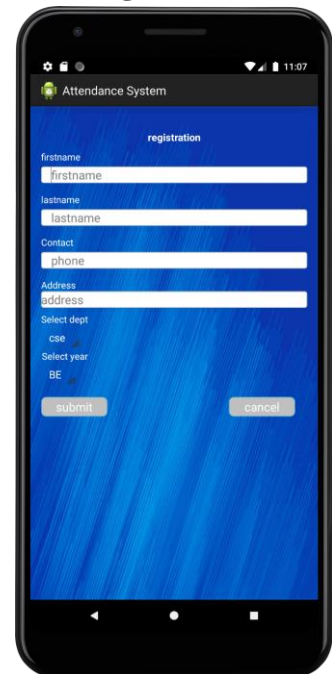 11:07
Attendance System
registration
firstname
firstname
lastname
lastname
Contact
phone
Address
address
Select dept
cse
Select year
BE
submit cancel